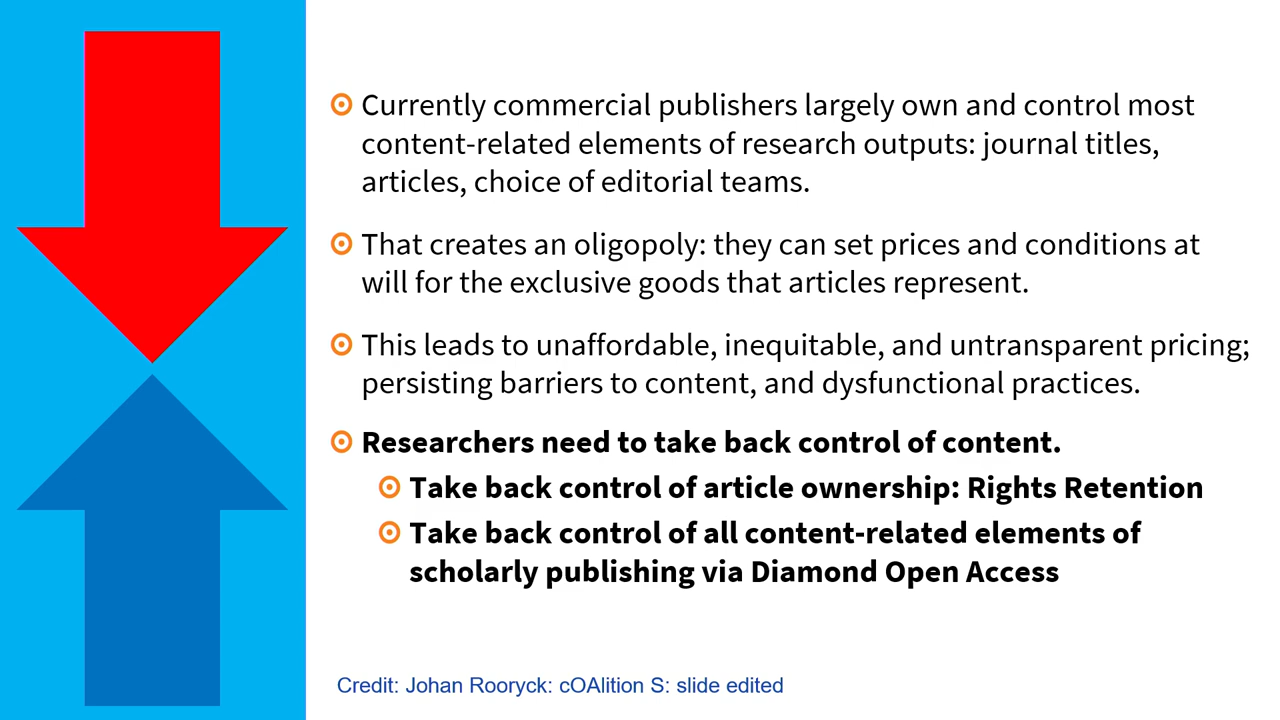 Currently commercial publishers largely own and control most
content-related elements of research outputs: journal titles,
articles, choice of editorial teams.
That creates an oligopoly: they can set prices and conditions at
will for the exclusive goods that articles represent.
This leads to unaffordable, inequitable, and untransparent pricing;
persisting barriers to content, and dysfunctional practices.
Researchers need to take back control of content.
Take back control of article ownership: Rights Retention
Take back control of all content-related elements of
scholarly publishing via Diamond Open Access
Credit: Johan Rooryck: cOAlition S: slide edited